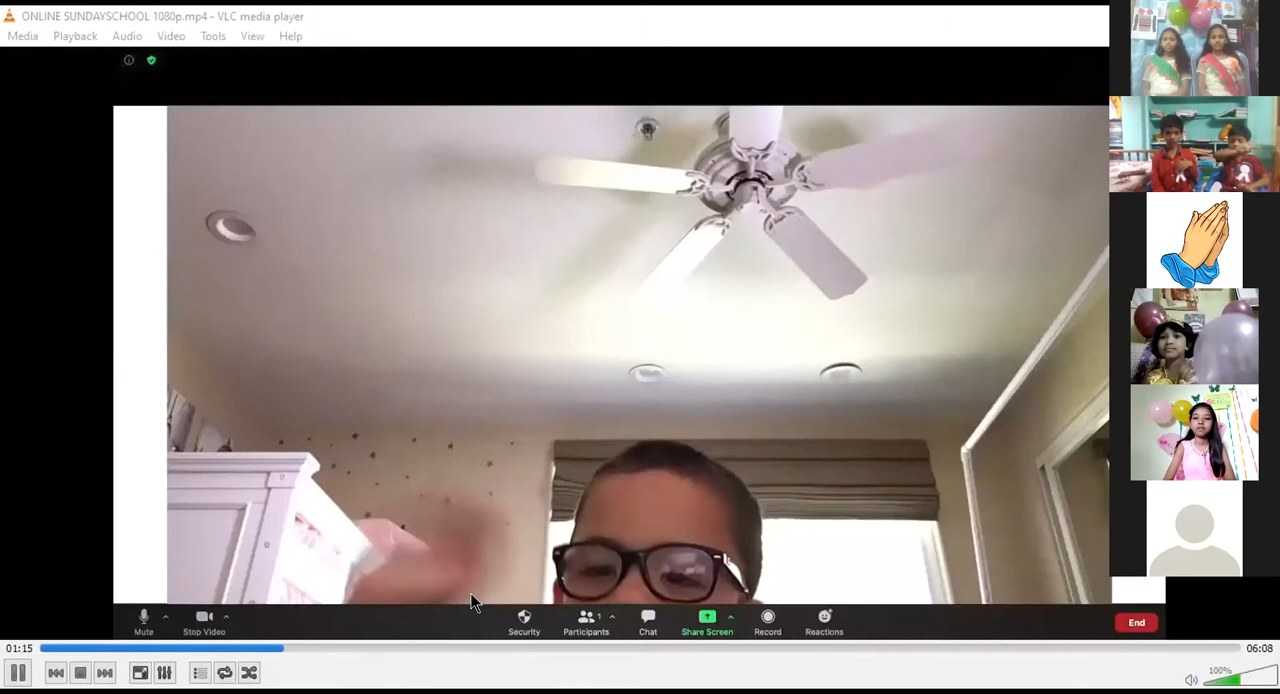 ONLINE SUNDAYSCHOOL 1080p.mp4 - VLC media player
Media Playback Audio Video Tools View Help
1
Mute Stop Video Security Participants Chat Share Screen Record Reactions End
01:15 06:08
100%